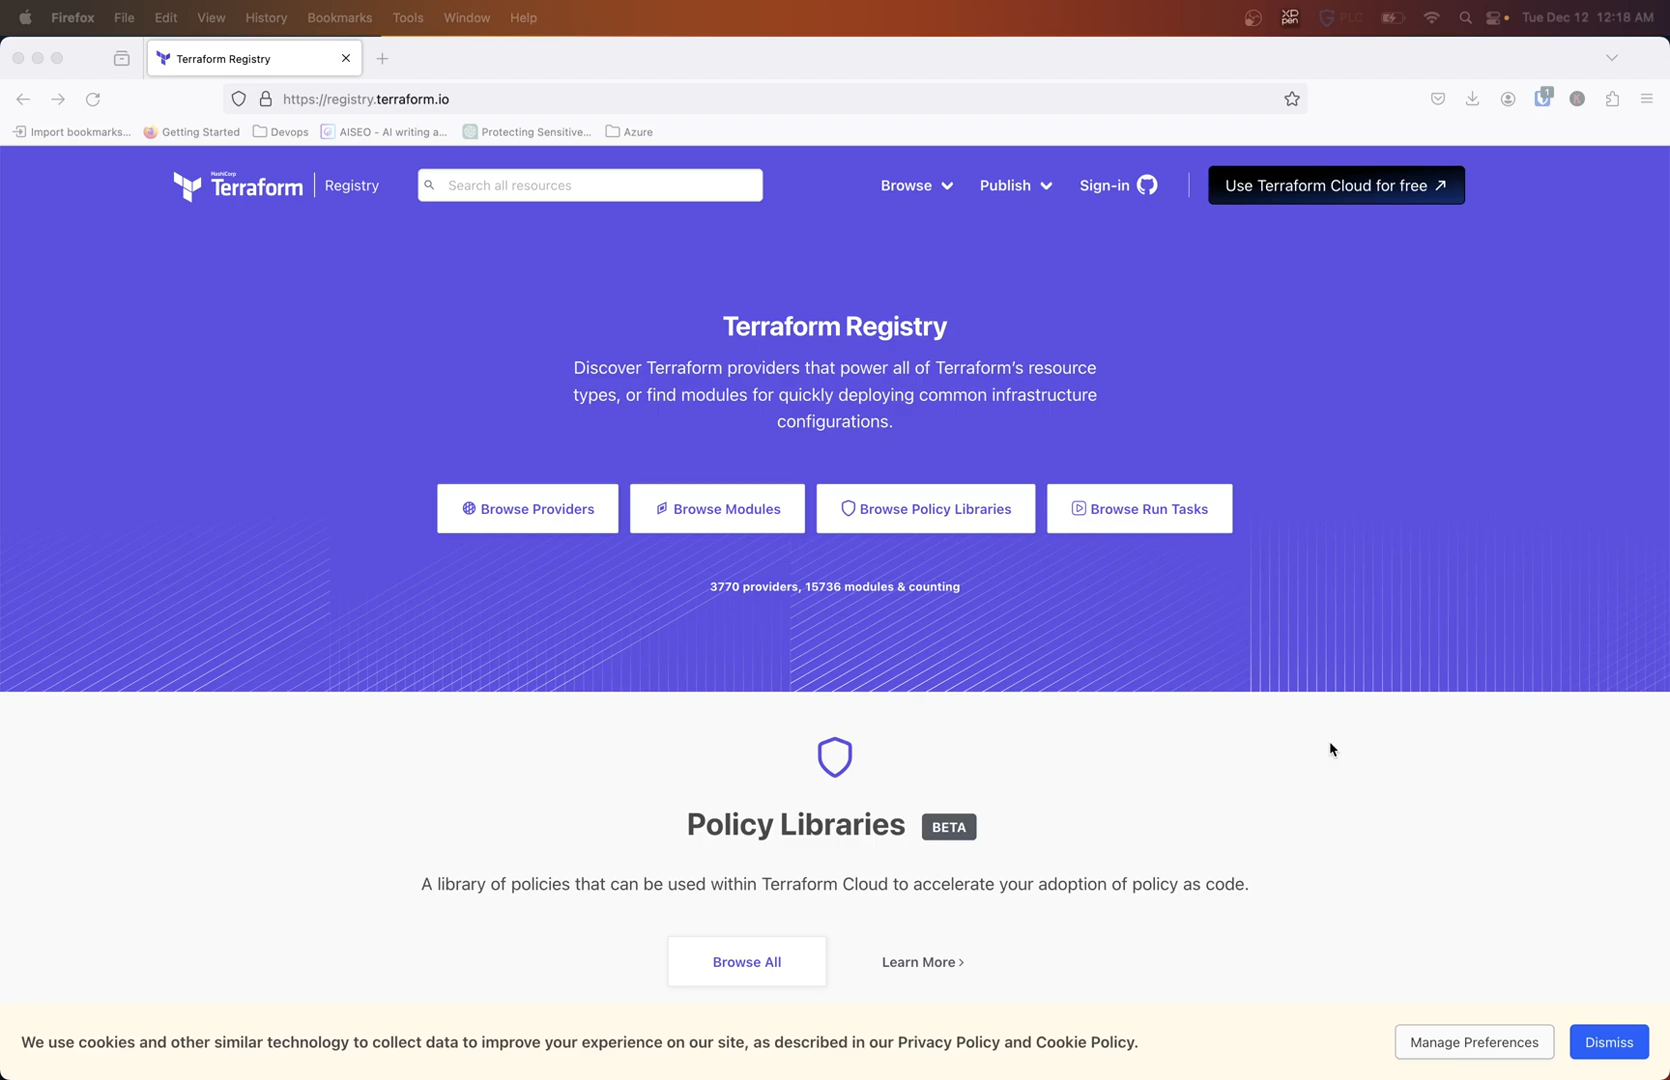 Firefox File Edit View History Bookmarks Tools Window Help
XP pen PLC Tue Dec 12 12:18 AM
Terraform Registry
https://registry.terraform.io
1 K
Import bookmarks... Getting Started Devops AISEO - AI writing a... Protecting Sensitive... Azure
HashiCorp
Terraform Registry
Search all resources
Browse Publish Sign-in
Use Terraform Cloud for free
Terraform Registry
Discover Terraform providers that power all of Terraform's resource
types, or find modules for quickly deploying common infrastructure
configurations.
Browse Providers Browse Modules Browse Policy Libraries Browse Run Tasks
3770 providers, 15736 modules & counting
Policy Libraries BETA
A library of policies that can be used within Terraform Cloud to accelerate your adoption of policy as code.
Browse All Learn More
We use cookies and other similar technology to collect data to improve your experience on our site, as described in our Privacy Policy and Cookie Policy.
Manage Preferences Dismiss